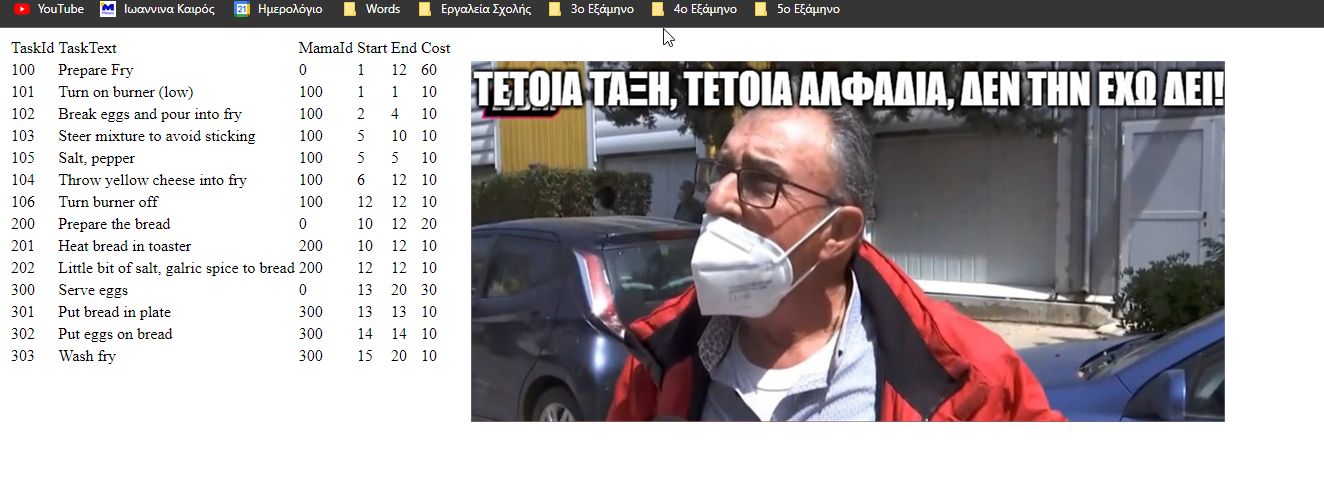 YouTube Ιωαννινα Καιρός Ημερολόγιο Words Εργαλεία Σχολής 3ο Εξάμηνο 4ο Εξάμηνο 5ο Εξάμηνο
TaskId TaskText MamaId Start End Cost
100 Prepare Fry 0 1 12 60
101 Turn on burner (low) 100 1 1 10
102 Break eggs and pour into fry 100 2 4 10
103 Steer mixture to avoid sticking 100 5 10 10
105 Salt, pepper 100 5 5 10
104 Throw yellow cheese into fry 100 6 12 10
106 Turn burner off 100 12 12 10
200 Prepare the bread 0 10 12 20
201 Heat bread in toaster 200 10 12 10
202 Little bit of salt, galric spice to bread 200 12 12 10
300 Serve eggs 0 13 20 30
301 Put bread in plate 300 13 13 10
302 Put eggs on bread 300 14 14 10
303 Wash fry 300 15 20 10
ΤΕΤΟΙΑ ΤΑΞΗ, ΤΕΤΟΙΑ ΑΛΦΑΔΙΑ, ΔΕΝ ΤΗΝ ΕΧΩ ΔΕΙ!